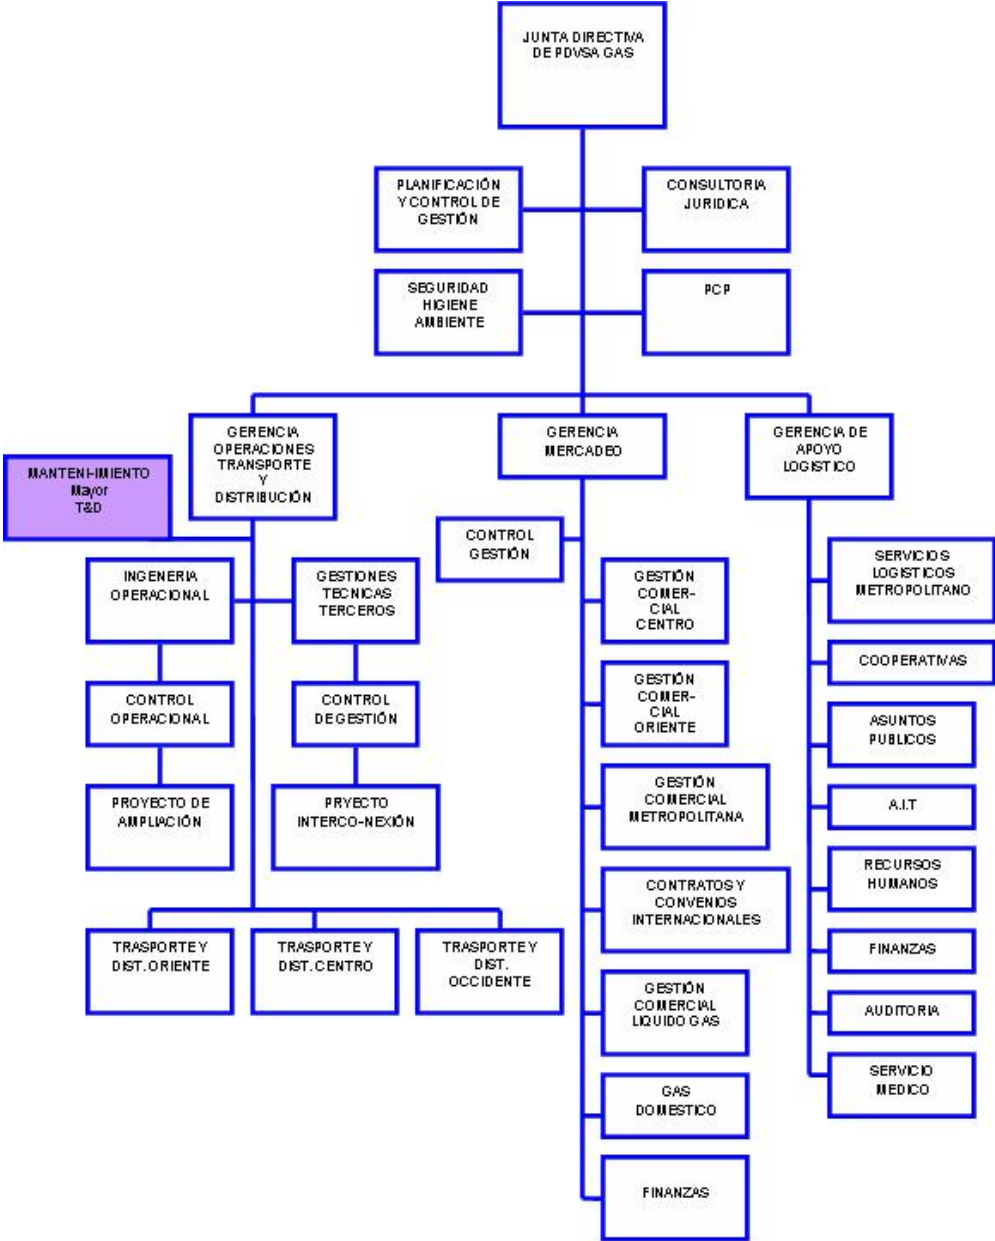 JUNTA DIRECTIVA
DE PDVSA GAS
PLANIFICACIÓN
Y CONTROL DE
GESTIÓN
CONSULTORIA
JURIDICA
SEGURIDAD
HIGIENE
AMBIENTE
PCP
GERENCIA
OPERACIONES
TRANSPORTE
Y
DISTRIBUCIÓN
GERENCIA
MERCADEO
GERENCIA DE
APOYO
LOGISTICO
MANTENI-MIENTO
Mayor
T&D
CONTROL
GESTIÓN
INGENERIA
OPERACIONAL
GESTIONES
TECNICAS
TERCEROS
CONTROL
OPERACIONAL
CONTROL
DE GESTIÓN
PROYECTO DE
AMPLIACIÓN
PRYECTO
INTERCO-NEXIÓN
TRASPORTE Y
DIST. ORIENTE
TRASPORTE Y
DIST. CENTRO
TRASPORTE Y
DIST.
OCCIDENTE
GESTIÓN
COMER-
CIAL
CENTRO
GESTIÓN
COMER-
CIAL
ORIENTE
GESTIÓN
COMERCIAL
METROPOLITANA
CONTRATOS Y
CONVENIOS
INTERNACIONALES
GESTIÓN
COMERCIAL
LIQUIDO GAS
GAS
DOMESTICO
FINANZAS
SERVICIOS
LOGISTICOS
METROPOLITANO
COOPERATIVAS
ASUNTOS
PUBLICOS
A.I.T
RECURSOS
HUMANOS
FINANZAS
AUDITORIA
SERVICIO
MEDICO